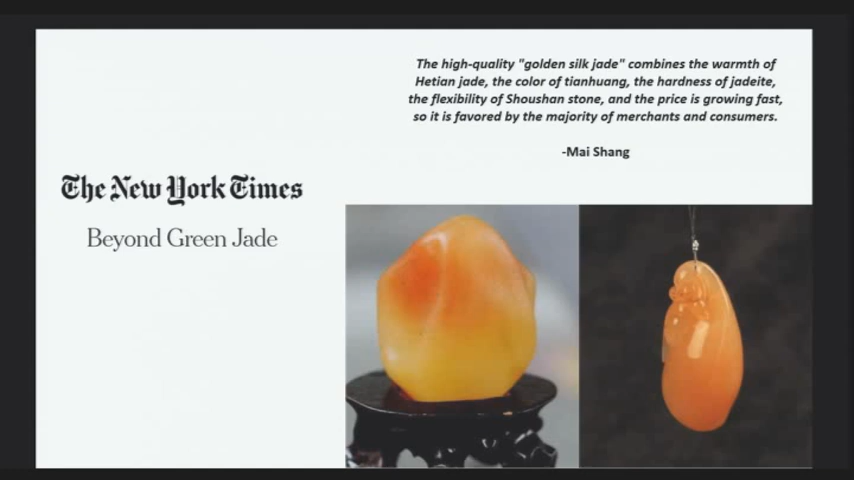 The high-quality "golden silk jade" combines the warmth of
Hetian jade, the color of tianhuang, the hardness of jadeite,
the flexibility of Shoushan stone, and the price is growing fast,
so it is favored by the majority of merchants and consumers.
-Mai Shang
The New York Times
Beyond Green Jade